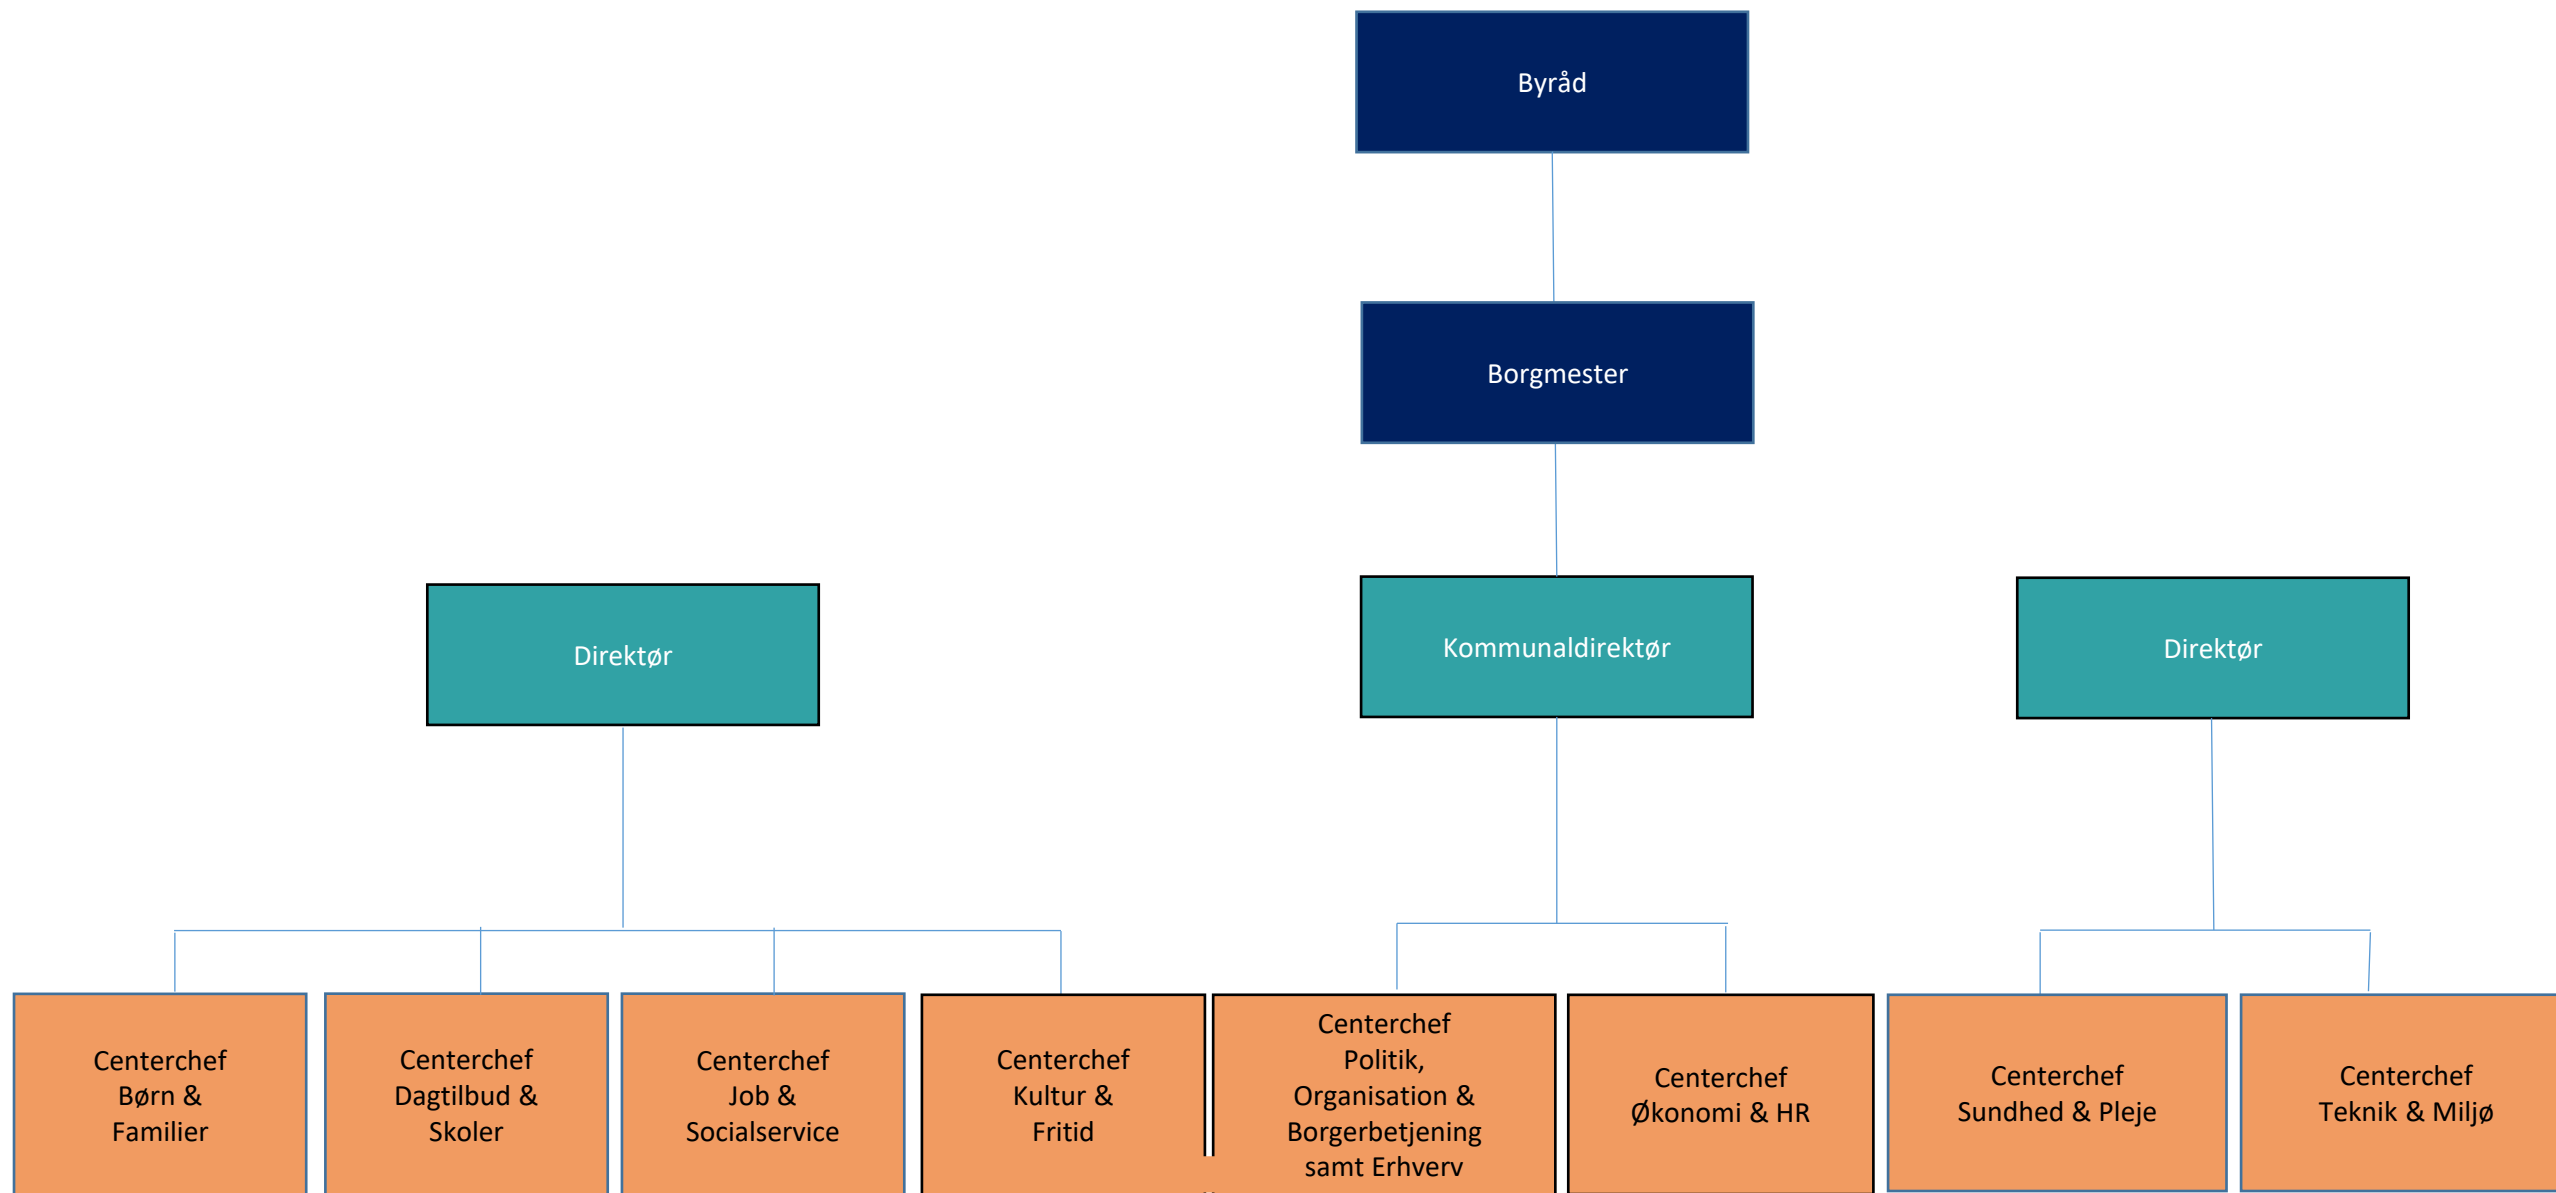 Byråd
Borgmester
Direktør
Kommunaldirektør
Direktør
Centerchef
Børn &
Familier
Centerchef
Dagtilbud &
Skoler
Centerchef
Job &
Socialservice
Centerchef
Kultur &
Fritid
Centerchef
Politik,
Organisation &
Borgerbetjening
samt Erhverv
Centerchef
Økonomi & HR
Centerchef
Sundhed & Pleje
Centerchef
Teknik & Miljø